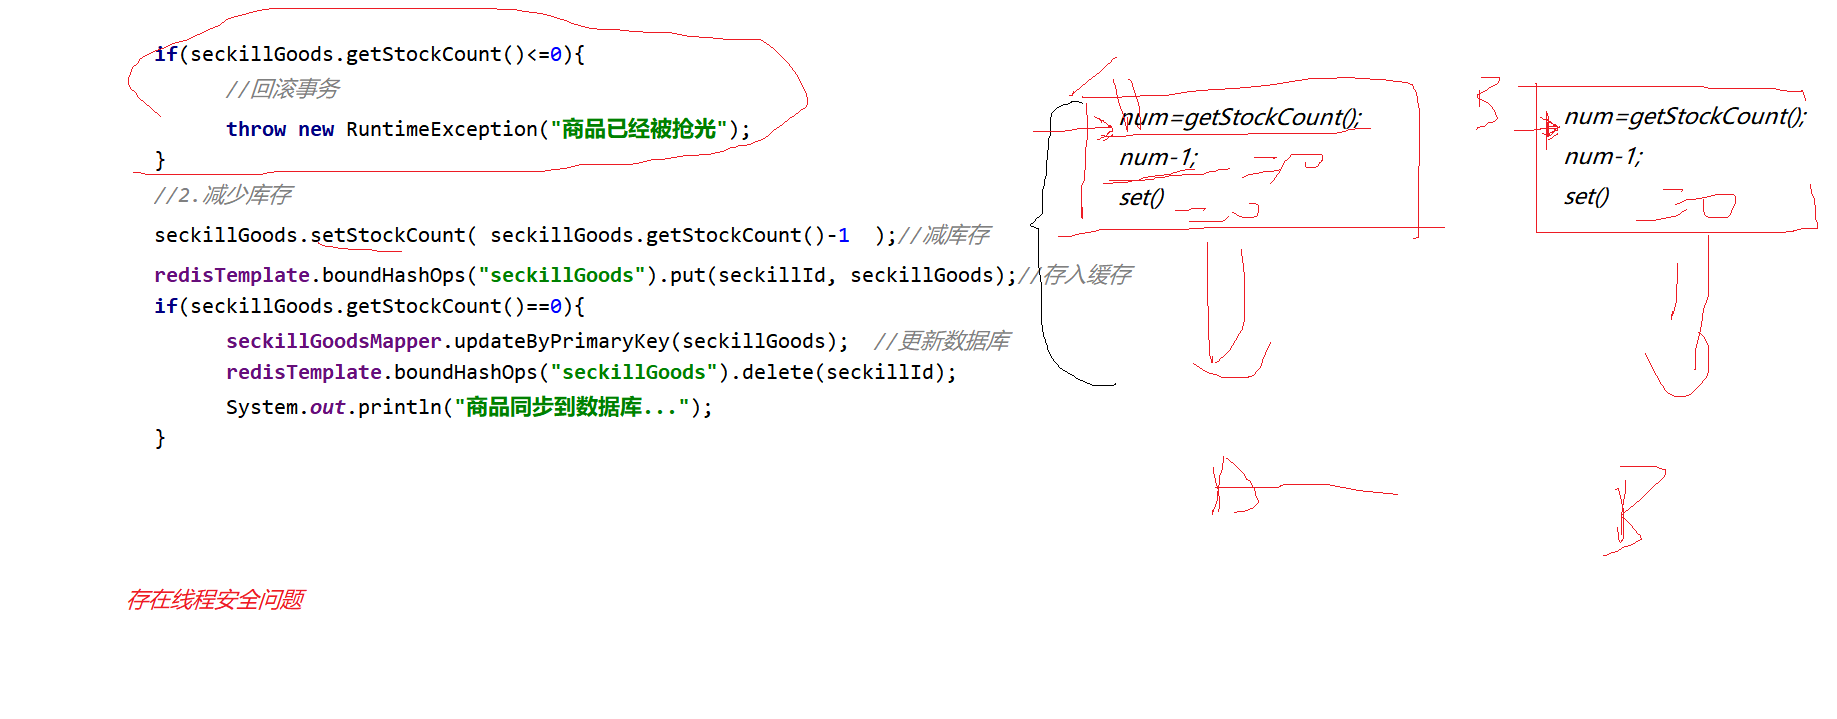 if(seckillGoods.getStockCount()<=0){
//回滚事务
throw new RuntimeException("商品已经被抢光");
}
//2.减少库存
seckillGoods.setStockCount( seckillGoods.getStockCount()-1 );//减库存
redisTemplate.boundHashOps("seckillGoods").put(seckillId, seckillGoods);//存入缓存
if(seckillGoods.getStockCount()==0){
seckillGoodsMapper.updateByPrimaryKey(seckillGoods); //更新数据库
redisTemplate.boundHashOps("seckillGoods").delete(seckillId);
System.out.println("商品同步到数据库...");
}
num=getStockCount();
num-1;
set()
num=getStockCount();
num-1;
set()
B
存在线程安全问题